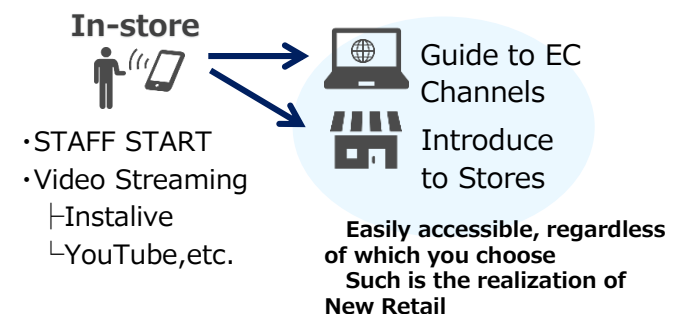 In-store
Guide to EC
Channels
Introduce
to Stores
・STAFF START
・Video Streaming
├Instalive
└YouTube,etc.
Easily accessible, regardless
of which you choose
Such is the realization of
New Retail